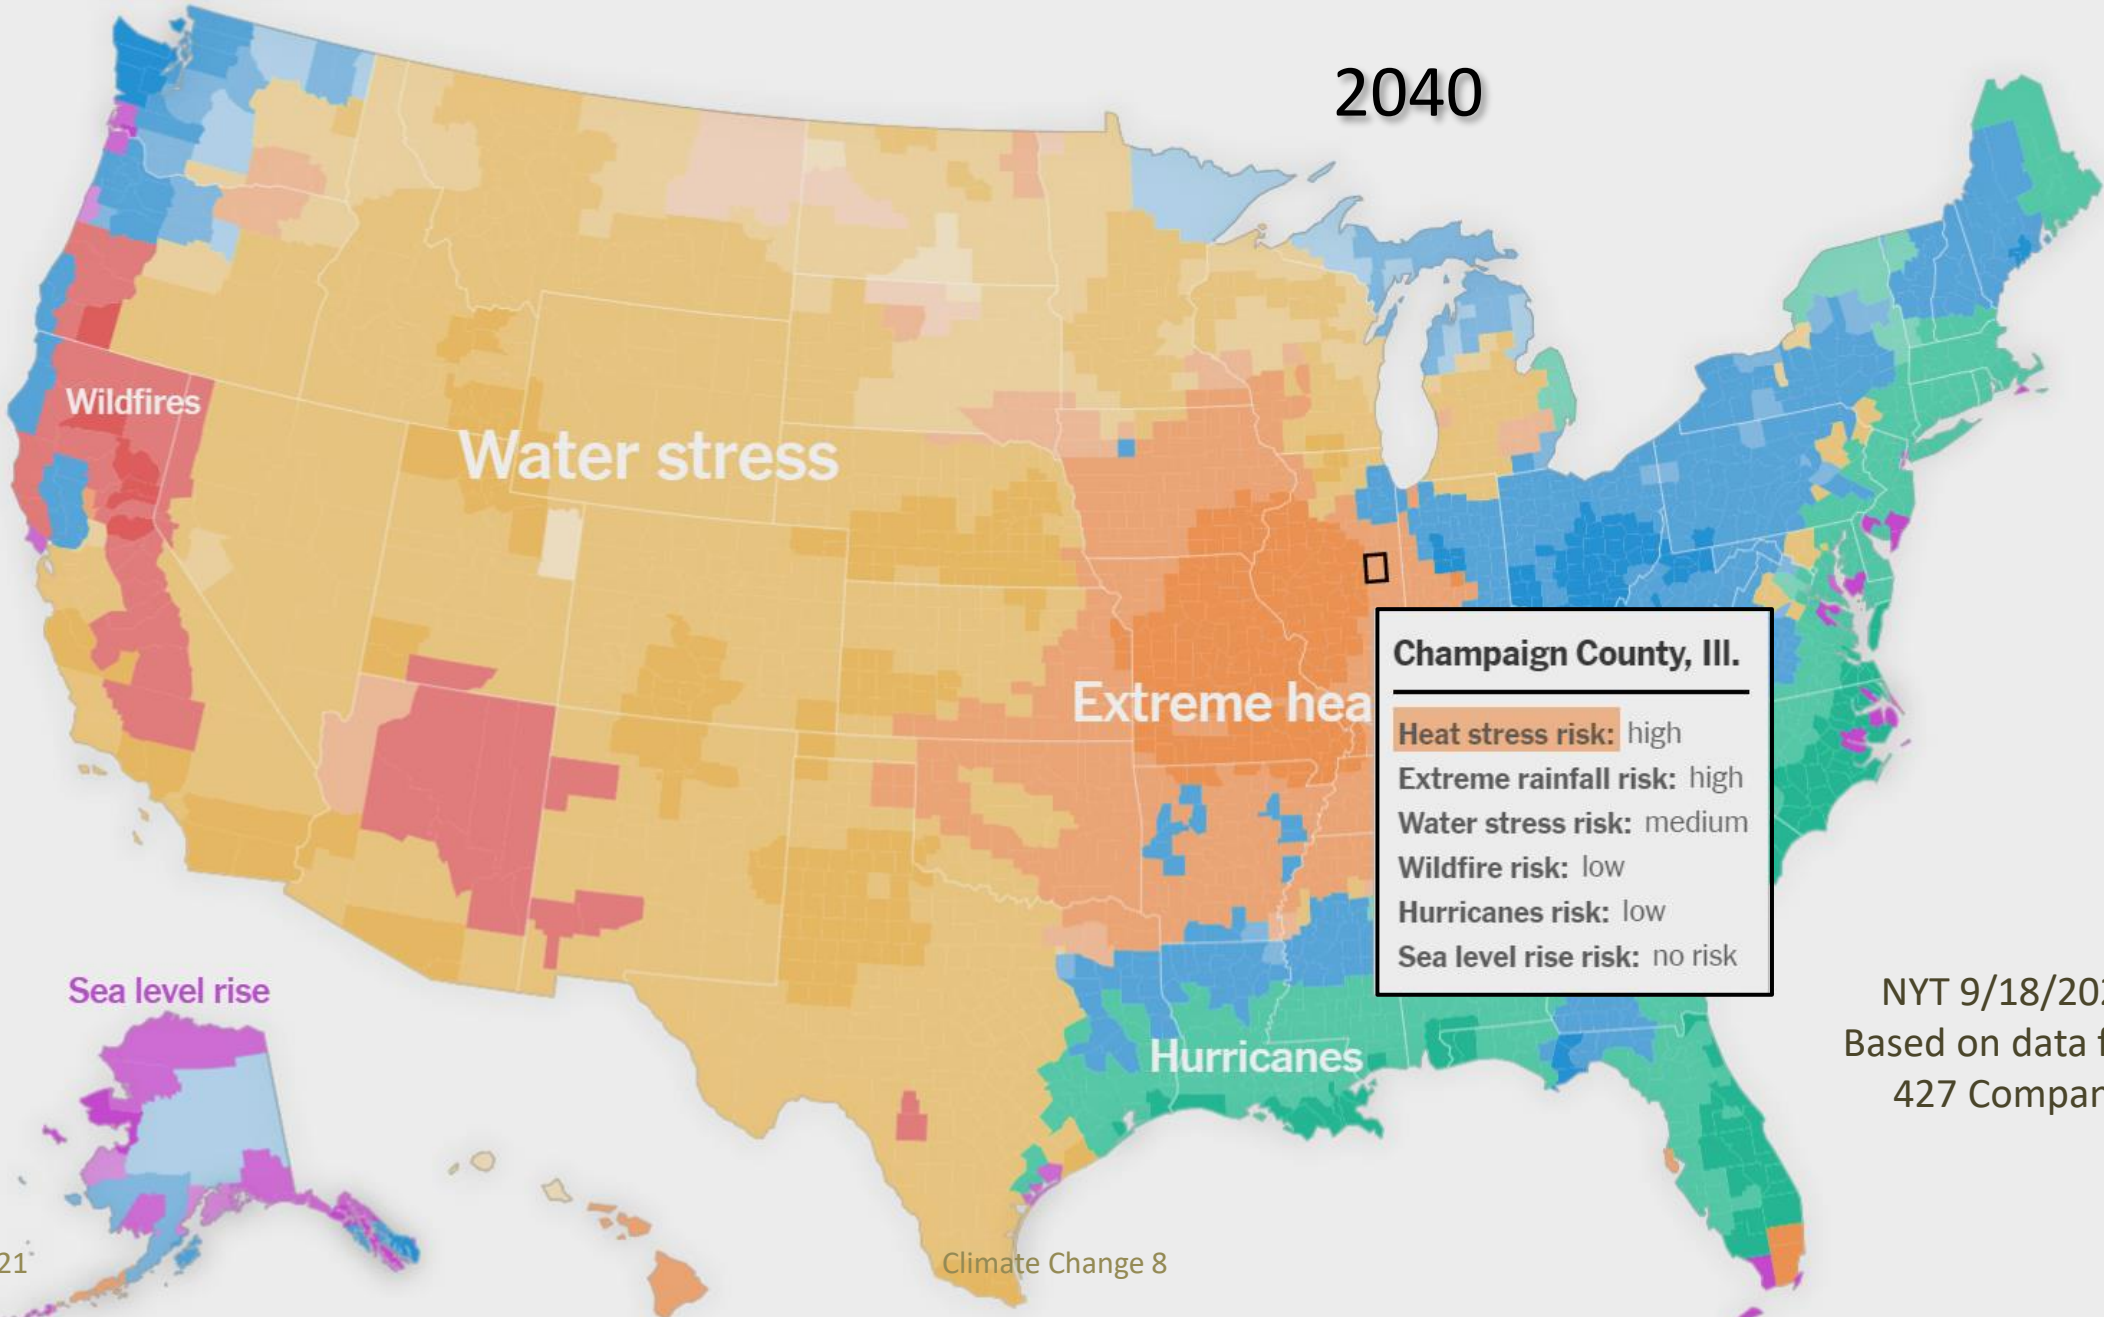 2040
Wildfires
Water stress
Extreme hea
Champaign County, Ill.
Heat stress risk: high
Extreme rainfall risk: high
Water stress risk: medium
Wildfire risk: low
Hurricanes risk: low
Sea level rise risk: no risk
Sea level rise
Hurricanes
NYT 9/18/202
Based on data f
427 Compan
21
Climate Change 8